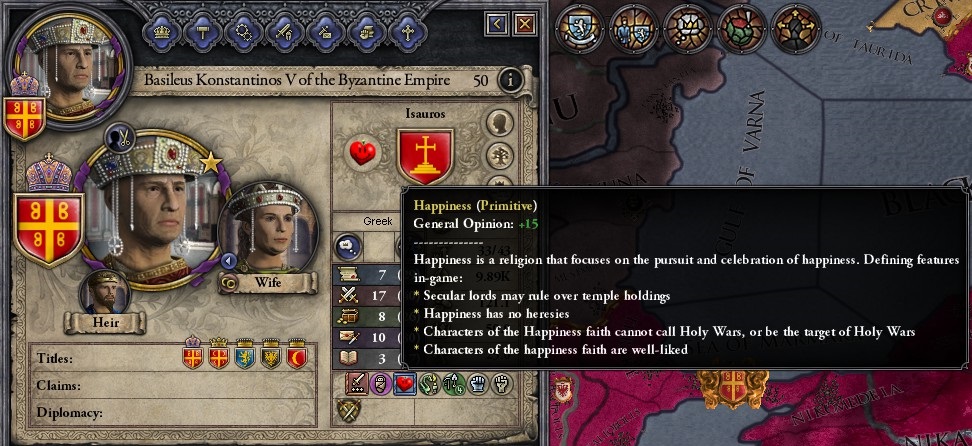 Basileus Konstantinos V of the Byzantine Empire 50
Isauros
Greek
Wife
Heir
7 (
17 (
8 (
10 (
3 (
Titles:
Claims:
Diplomacy:
Happiness (Primitive)
General Opinion: +15
--------------
Happiness is a religion that focuses on the pursuit and celebration of happiness. Defining features
in-game:
* Secular lords may rule over temple holdings
* Happiness has no heresies
* Characters of the Happiness faith cannot call Holy Wars, or be the target of Holy Wars
* Characters of the happiness faith are well-liked
9.89K
OF TAURIDA
GULF OF VARNA